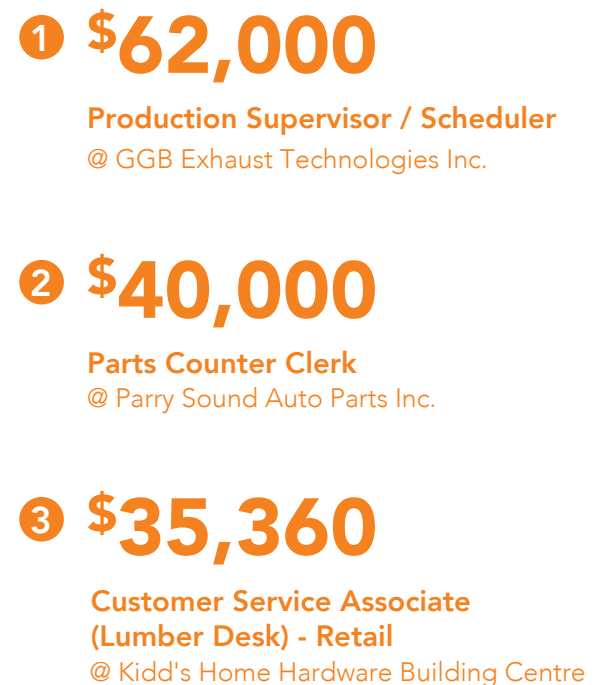 1 $62,000
Production Supervisor / Scheduler
@ GGB Exhaust Technologies Inc.
2 $40,000
Parts Counter Clerk
@ Parry Sound Auto Parts Inc.
3 $35,360
Customer Service Associate
(Lumber Desk) - Retail
@ Kidd's Home Hardware Building Centre